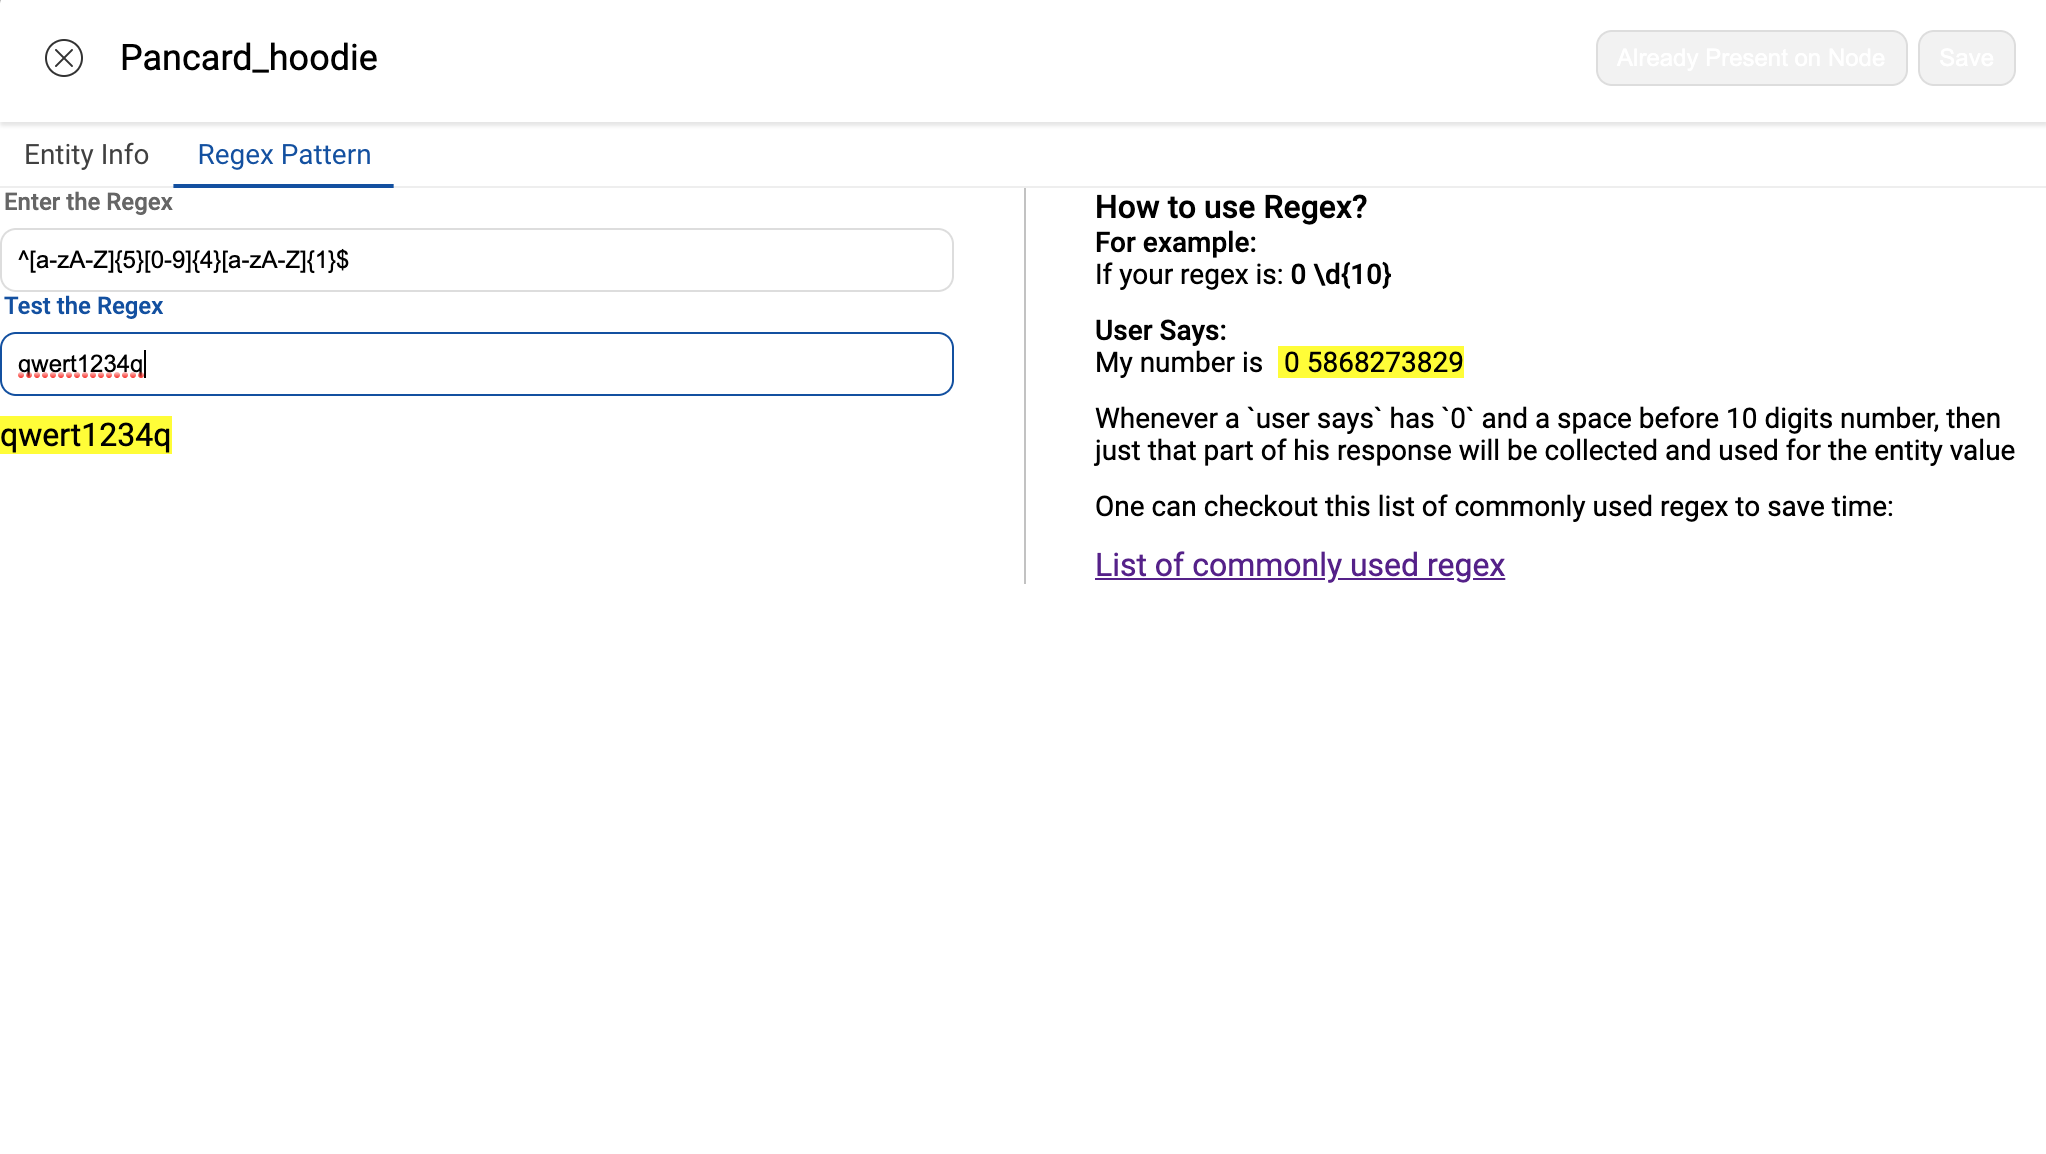 Pancard_hoodie
Already Present on Node
Save
Entity Info
Regex Pattern
Enter the Regex
^[a-zA-Z]{5}[0-9]{4}[a-zA-Z]{1}$
Test the Regex
qwert1234q
qwert1234q
How to use Regex?
For example:
If your regex is: 0 \d{10}
User Says:
My number is 0 5868273829
Whenever a `user says` has `0` and a space before 10 digits number, then
just that part of his response will be collected and used for the entity value
One can checkout this list of commonly used regex to save time:
List of commonly used regex